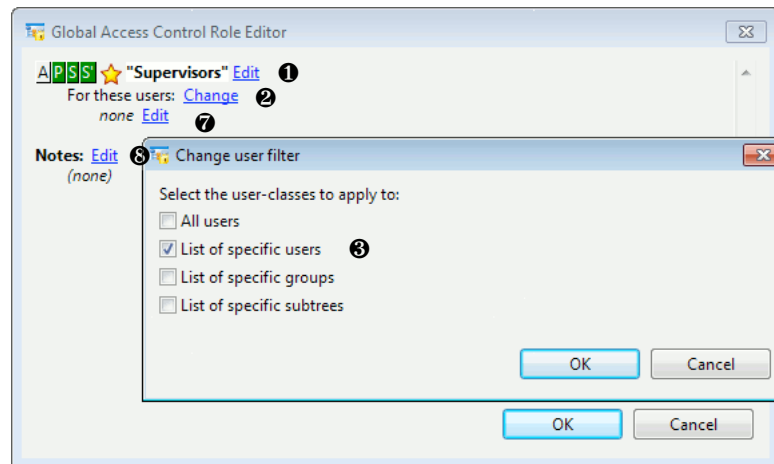 Global Access Control Role Editor
APSS' "Supervisors" Edit ❶
For these users: Change ❷
none Edit ❼
Notes: Edit ❽
(none)
Change user filter
Select the user-classes to apply to:
All users
List of specific users ❸
List of specific groups
List of specific subtrees
OK Cancel
OK Cancel